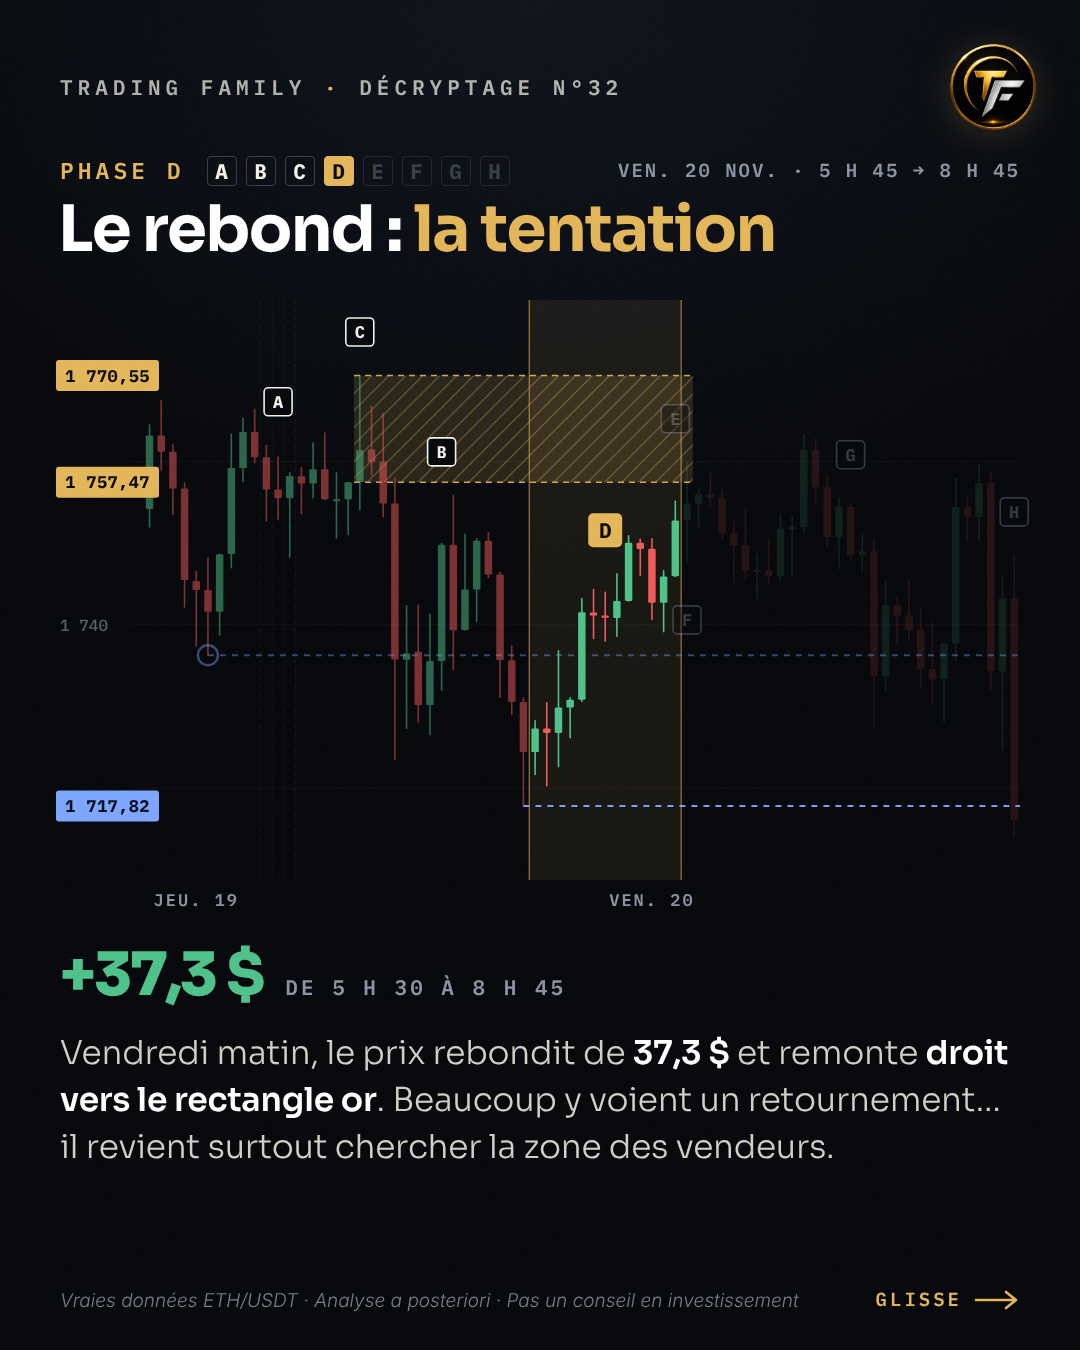 TRADING FAMILY · DÉCRYPTAGE N°32
TF
PHASE D A B C D E F G H
VEN. 20 NOV. · 5 H 45 → 8 H 45
Le rebond : la tentation
C
1 770,55
A
E
B
G
1 757,47
H
D
F
1 740
1 717,82
JEU. 19
VEN. 20
+37,3 $ DE 5 H 30 À 8 H 45
Vendredi matin, le prix rebondit de 37,3 $ et remonte droit
vers le rectangle or. Beaucoup y voient un retournement...
il revient surtout chercher la zone des vendeurs.
Vraies données ETH/USDT · Analyse a posteriori · Pas un conseil en investissement
GLISSE →